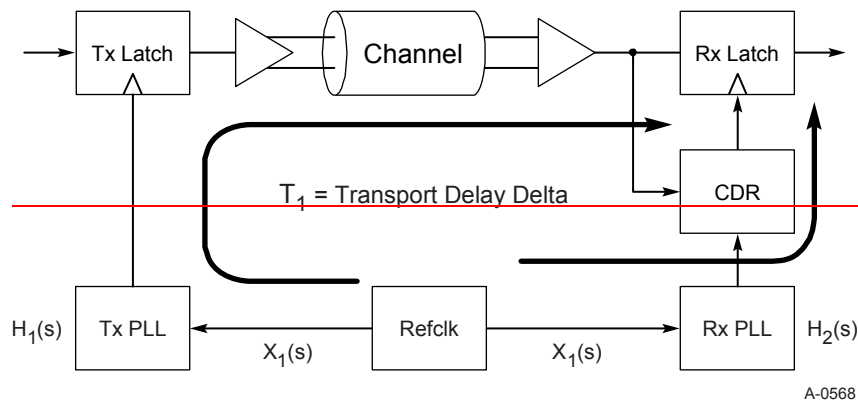 Tx Latch
Channel
Rx Latch
T1 = Transport Delay Delta
CDR
H1(s)
Tx PLL
X1(s)
Refclk
X1(s)
Rx PLL
H2(s)
A-0568